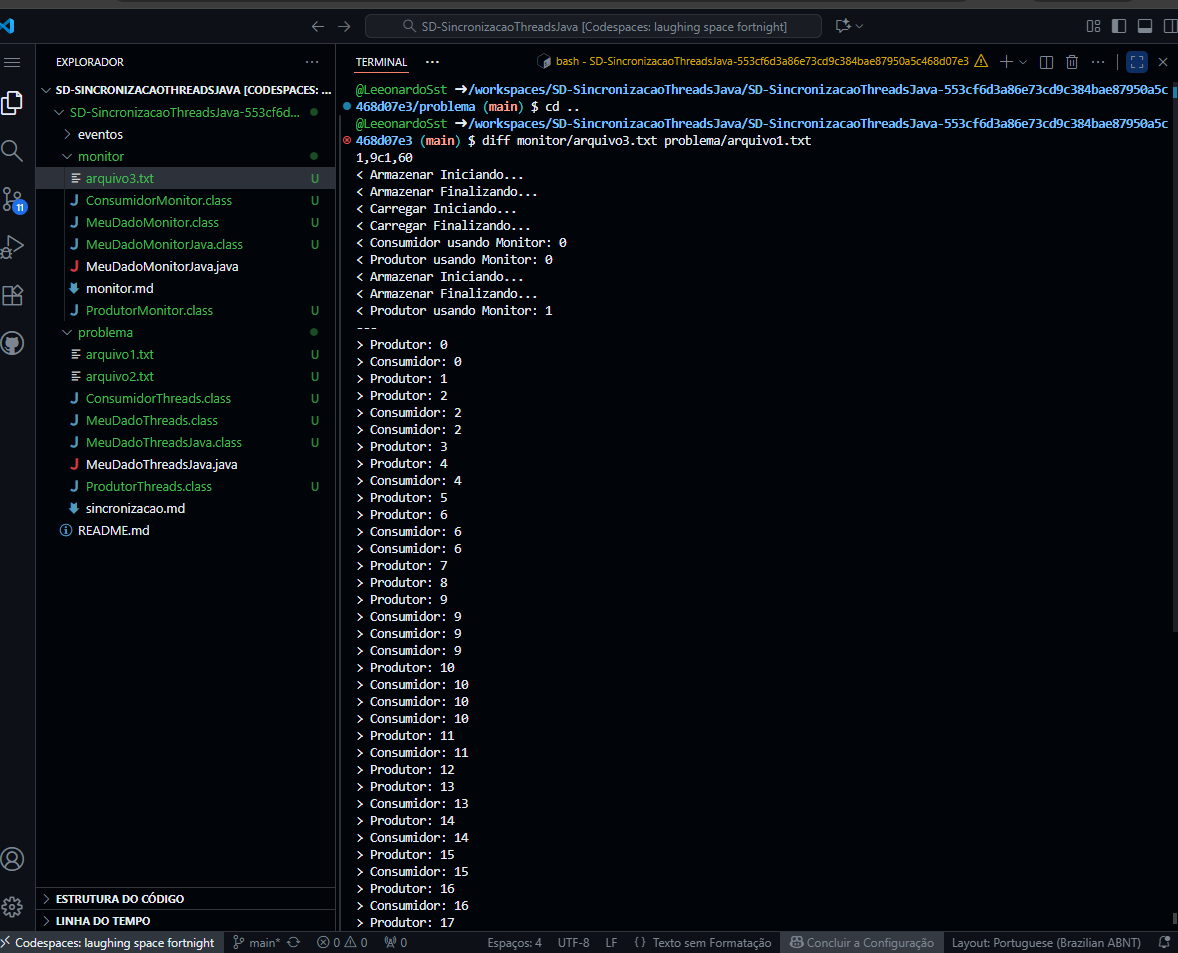 SD-SincronizacaoThreadsJava [Codespaces: laughing space fortnight]
EXPLORADOR
SD-SINCRONIZACAOTHREADSJAVA [CODESPACES: ...
SD-SincronizacaoThreadsJava-553cf6d...
eventos
monitor
arquivo3.txt U
ConsumidorMonitor.class U
MeuDadoMonitor.class U
MeuDadoMonitorJava.class U
MeuDadoMonitorJava.java
monitor.md
ProdutorMonitor.class U
problema
arquivo1.txt U
arquivo2.txt U
ConsumidorThreads.class U
MeuDadoThreads.class U
MeuDadoThreadsJava.class U
MeuDadoThreadsJava.java
ProdutorThreads.class U
sincronizacao.md
README.md
ESTRUTURA DO CÓDIGO
LINHA DO TEMPO
11
TERMINAL ...
bash - SD-SincronizacaoThreadsJava-553cf6d3a86e73cd9c384bae87950a5c468d07e3
@LeeonardoSst ➜/workspaces/SD-SincronizacaoThreadsJava/SD-SincronizacaoThreadsJava-553cf6d3a86e73cd9c384bae87950a5c
468d07e3/problema (main) $ cd ..
@LeeonardoSst ➜/workspaces/SD-SincronizacaoThreadsJava/SD-SincronizacaoThreadsJava-553cf6d3a86e73cd9c384bae87950a5c
468d07e3 (main) $ diff monitor/arquivo3.txt problema/arquivo1.txt
1,9c1,60
< Armazenar Iniciando...
< Armazenar Finalizando...
< Carregar Iniciando...
< Carregar Finalizando...
< Consumidor usando Monitor: 0
< Produtor usando Monitor: 0
< Armazenar Iniciando...
< Armazenar Finalizando...
< Produtor usando Monitor: 1
---
> Produtor: 0
> Consumidor: 0
> Produtor: 1
> Produtor: 2
> Consumidor: 2
> Consumidor: 2
> Produtor: 3
> Produtor: 4
> Consumidor: 4
> Produtor: 5
> Produtor: 6
> Consumidor: 6
> Consumidor: 6
> Produtor: 7
> Produtor: 8
> Produtor: 9
> Consumidor: 9
> Consumidor: 9
> Consumidor: 9
> Produtor: 10
> Consumidor: 10
> Consumidor: 10
> Consumidor: 10
> Produtor: 11
> Consumidor: 11
> Produtor: 12
> Produtor: 13
> Consumidor: 13
> Produtor: 14
> Consumidor: 14
> Produtor: 15
> Consumidor: 15
> Produtor: 16
> Consumidor: 16
> Produtor: 17
Codespaces: laughing space fortnight main* 0 0 0 Espaços: 4 UTF-8 LF {} Texto sem Formatação Concluir a Configuração Layout: Portuguese (Brazilian ABNT)